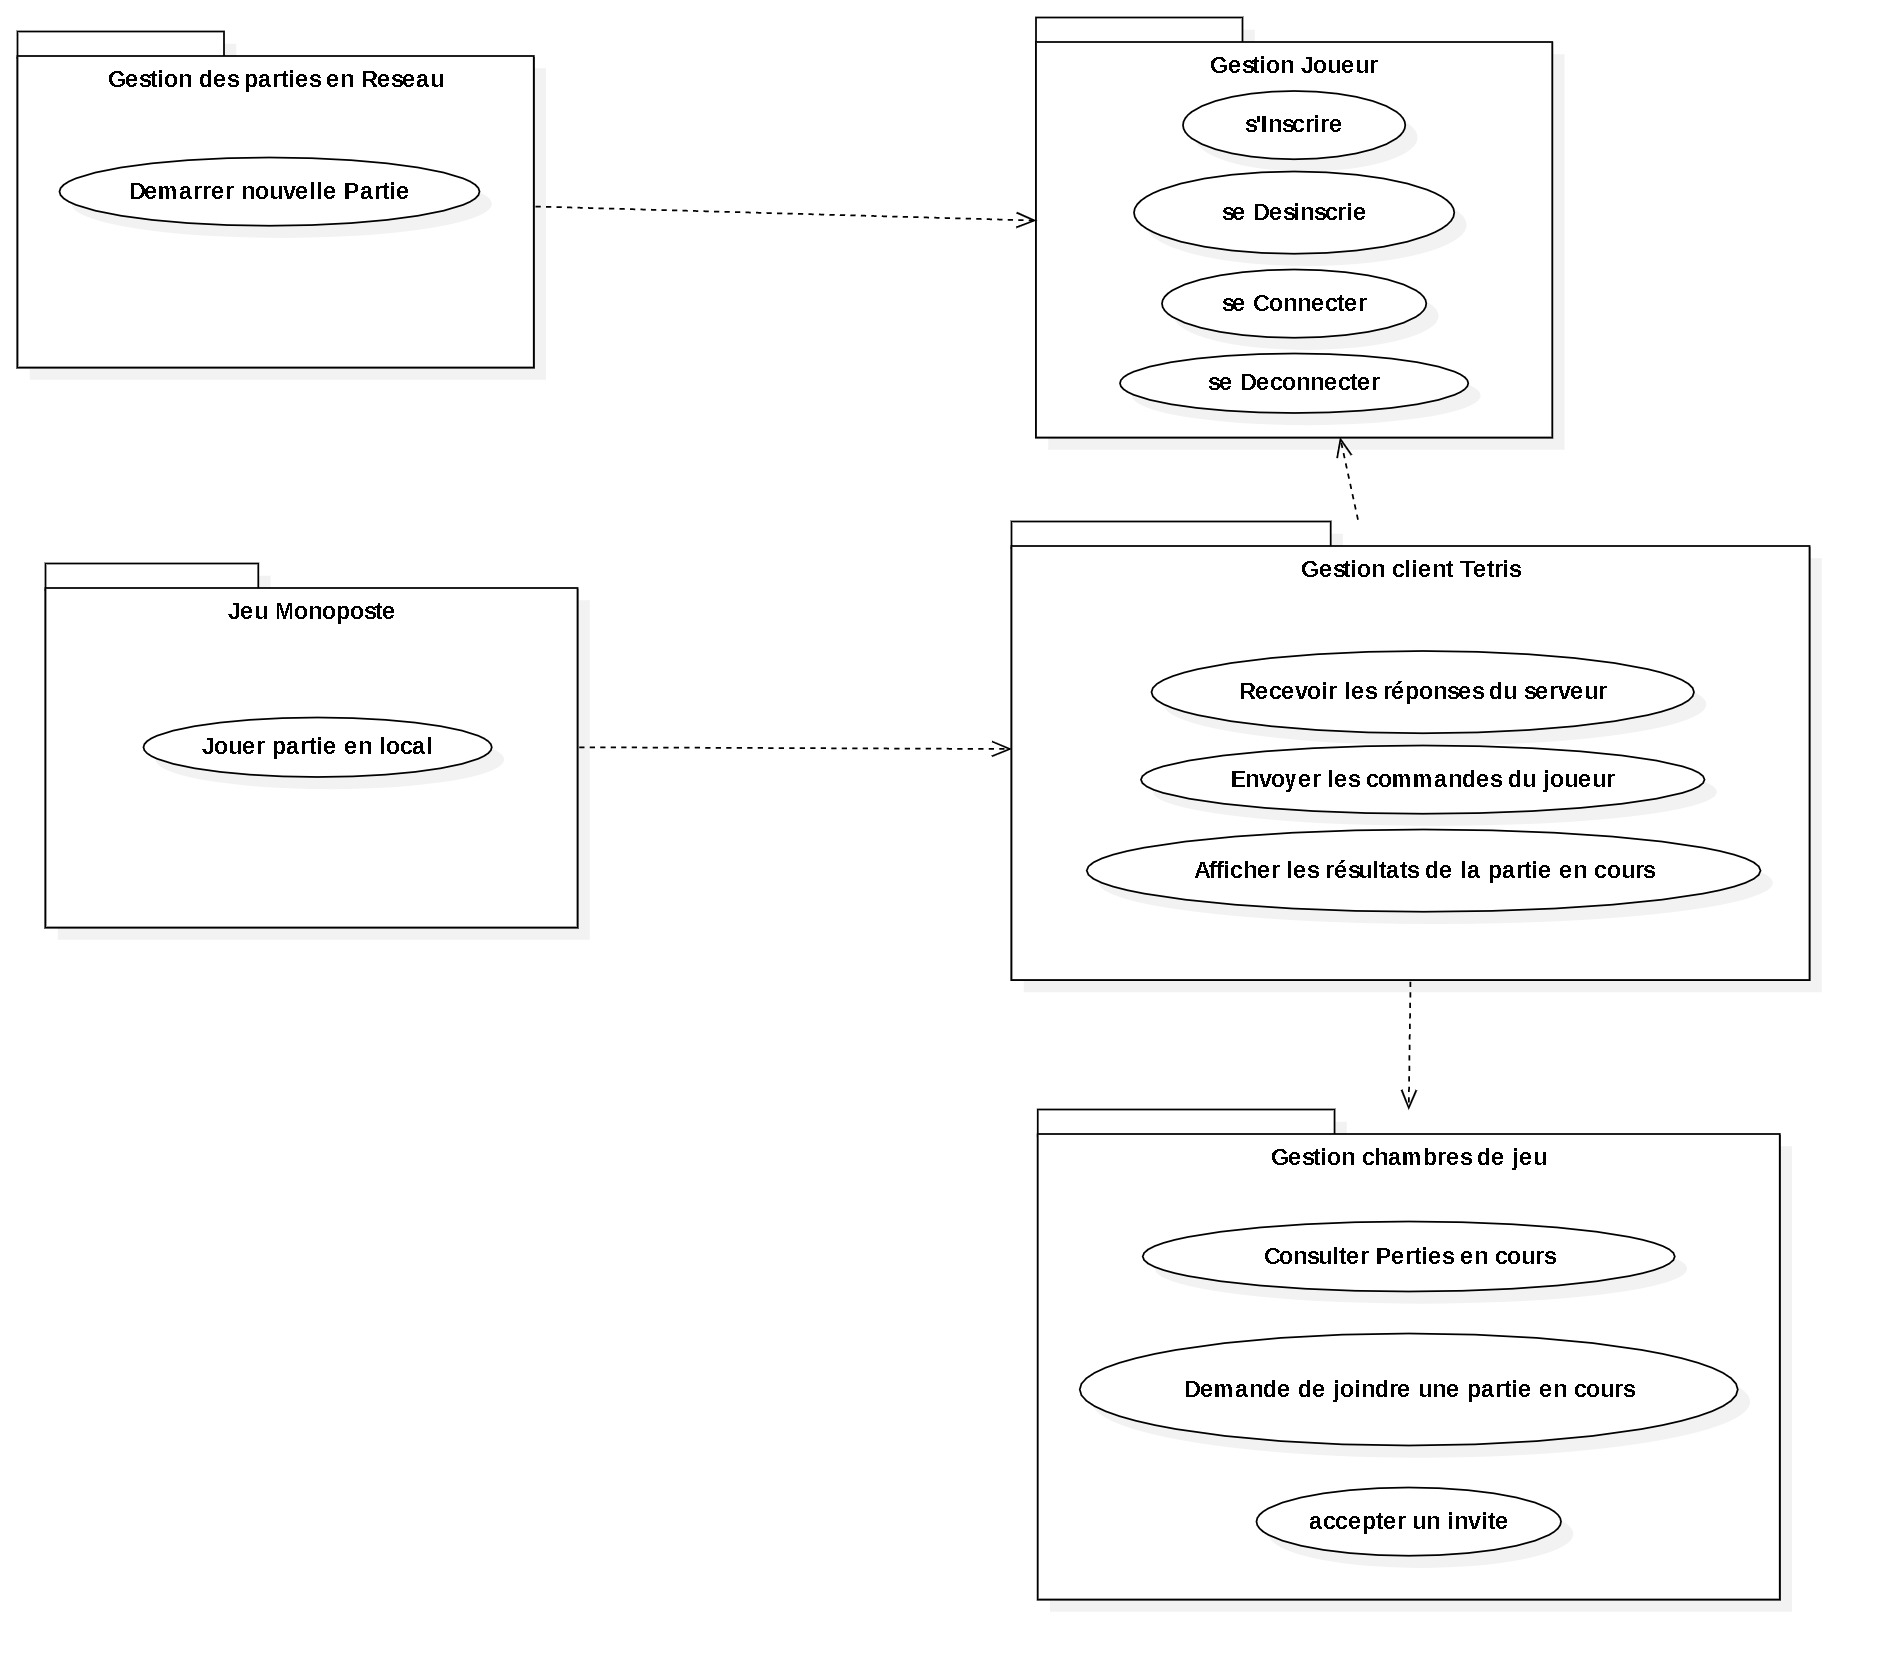 Gestion des parties en Reseau
Demarrer nouvelle Partie
Gestion Joueur
s'Inscrire
se Desinscrie
se Connecter
se Deconnecter
Jeu Monoposte
Jouer partie en local
Gestion client Tetris
Recevoir les réponses du serveur
Envoyer les commandes du joueur
Afficher les résultats de la partie en cours
Gestion chambres de jeu
Consulter Perties en cours
Demande de joindre une partie en cours
accepter un invite